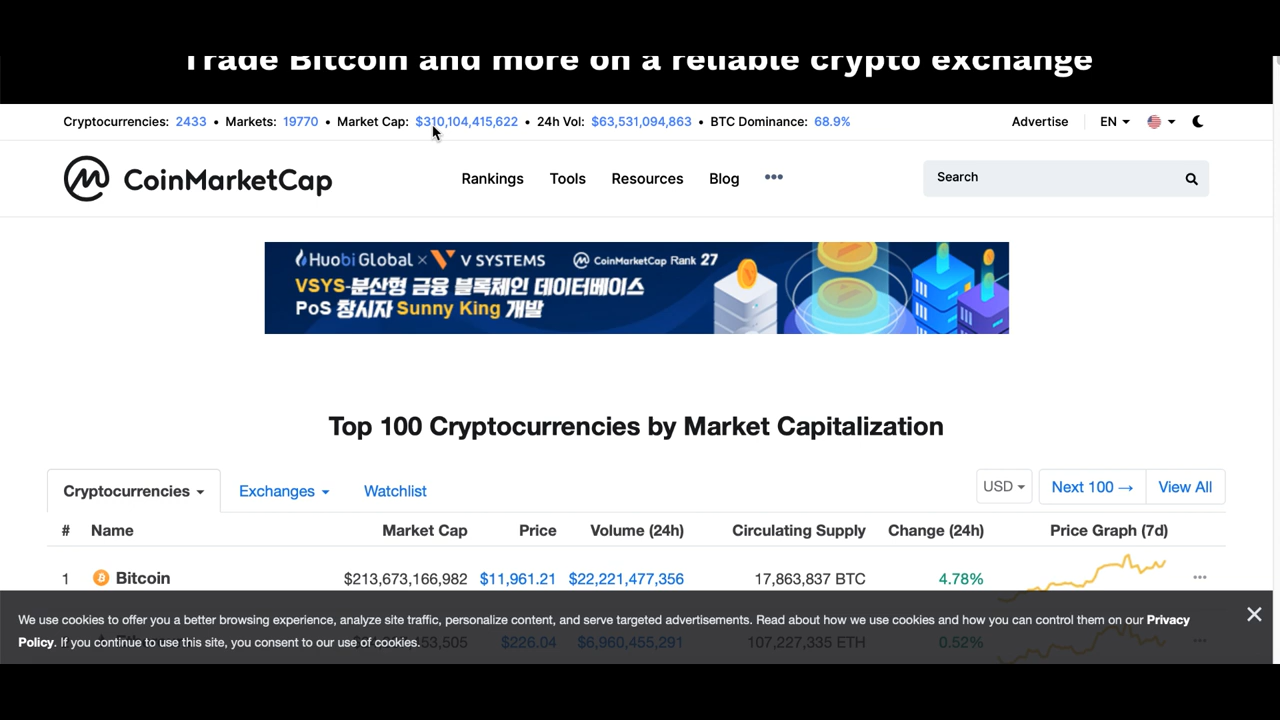 Trade Bitcoin and more on a reliable crypto exchange
Cryptocurrencies: 2433 • Markets: 19770 • Market Cap: $310,104,415,622 • 24h Vol: $63,531,094,863 • BTC Dominance: 68.9% Advertise EN
CoinMarketCap Rankings Tools Resources Blog ••• Search
Huobi Global × V SYSTEMS CoinMarketCap Rank 27
VSYS-분산형 금융 블록체인 데이터베이스
PoS 창시자 Sunny King 개발
Top 100 Cryptocurrencies by Market Capitalization
Cryptocurrencies Exchanges Watchlist USD Next 100 → View All
# Name Market Cap Price Volume (24h) Circulating Supply Change (24h) Price Graph (7d)
1 Bitcoin $213,673,166,982 $11,961.21 $22,221,477,356 17,863,837 BTC 4.78% •••
We use cookies to offer you a better browsing experience, analyze site traffic, personalize content, and serve targeted advertisements. Read about how we use cookies and how you can control them on our Privacy
Policy. If you continue to use this site, you consent to our use of cookies.
$226.04 $6,960,455,291 107,227,335 ETH 0.52% •••